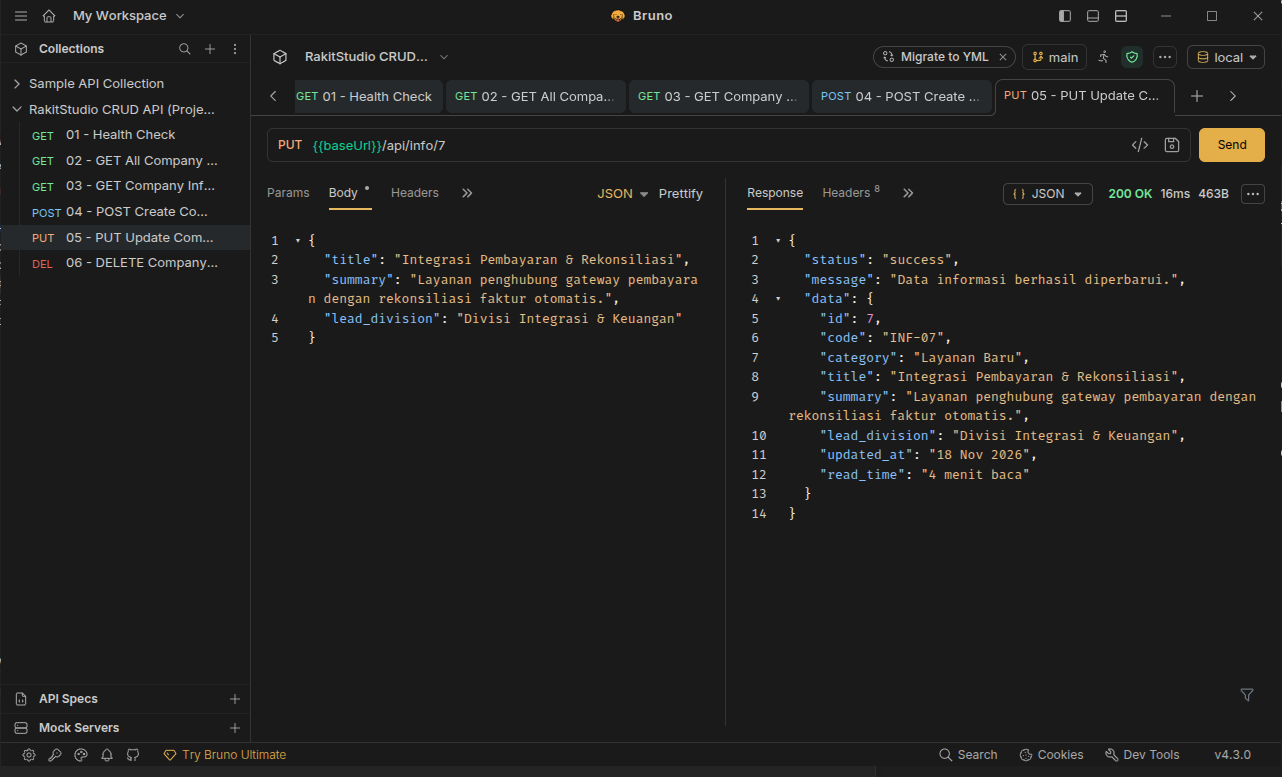 My Workspace
Bruno
Collections
RakitStudio CRUD...
Migrate to YML
main
local
Sample API Collection
RakitStudio CRUD API (Proje...
GET 01 - Health Check
GET 02 - GET All Company ...
GET 03 - GET Company Inf...
POST 04 - POST Create Co...
PUT 05 - PUT Update Com...
DEL 06 - DELETE Company...
GET 01 - Health Check
GET 02 - GET All Compa...
GET 03 - GET Company ...
POST 04 - POST Create ...
PUT 05 - PUT Update C...
PUT {{baseUrl}}/api/info/7
Send
Params Body Headers JSON Prettify
1 {
2 "title": "Integrasi Pembayaran & Rekonsiliasi",
3 "summary": "Layanan penghubung gateway pembayara
n dengan rekonsiliasi faktur otomatis.",
4 "lead_division": "Divisi Integrasi & Keuangan"
5 }
Response Headers 8 { } JSON 200 OK 16ms 463B
1 {
2 "status": "success",
3 "message": "Data informasi berhasil diperbarui.",
4 "data": {
5 "id": 7,
6 "code": "INF-07",
7 "category": "Layanan Baru",
8 "title": "Integrasi Pembayaran & Rekonsiliasi",
9 "summary": "Layanan penghubung gateway pembayaran dengan
rekonsiliasi faktur otomatis.",
10 "lead_division": "Divisi Integrasi & Keuangan",
11 "updated_at": "18 Nov 2026",
12 "read_time": "4 menit baca"
13 }
14 }
API Specs
Mock Servers
Try Bruno Ultimate
Search
Cookies
Dev Tools
v4.3.0